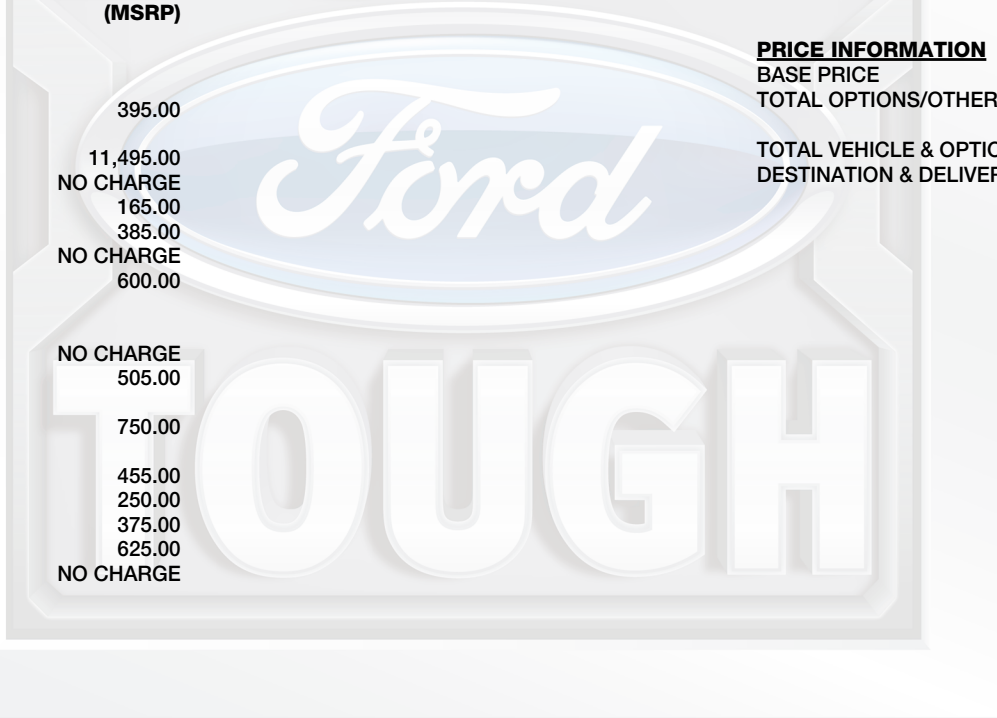 (MSRP)
395.00
11,495.00
NO CHARGE
165.00
385.00
NO CHARGE
600.00
NO CHARGE
505.00
750.00
455.00
250.00
375.00
625.00
NO CHARGE
PRICE INFORMATION
BASE PRICE
TOTAL OPTIONS/OTHER
TOTAL VEHICLE & OPTIO
DESTINATION & DELIVER
Ford
TOUGH